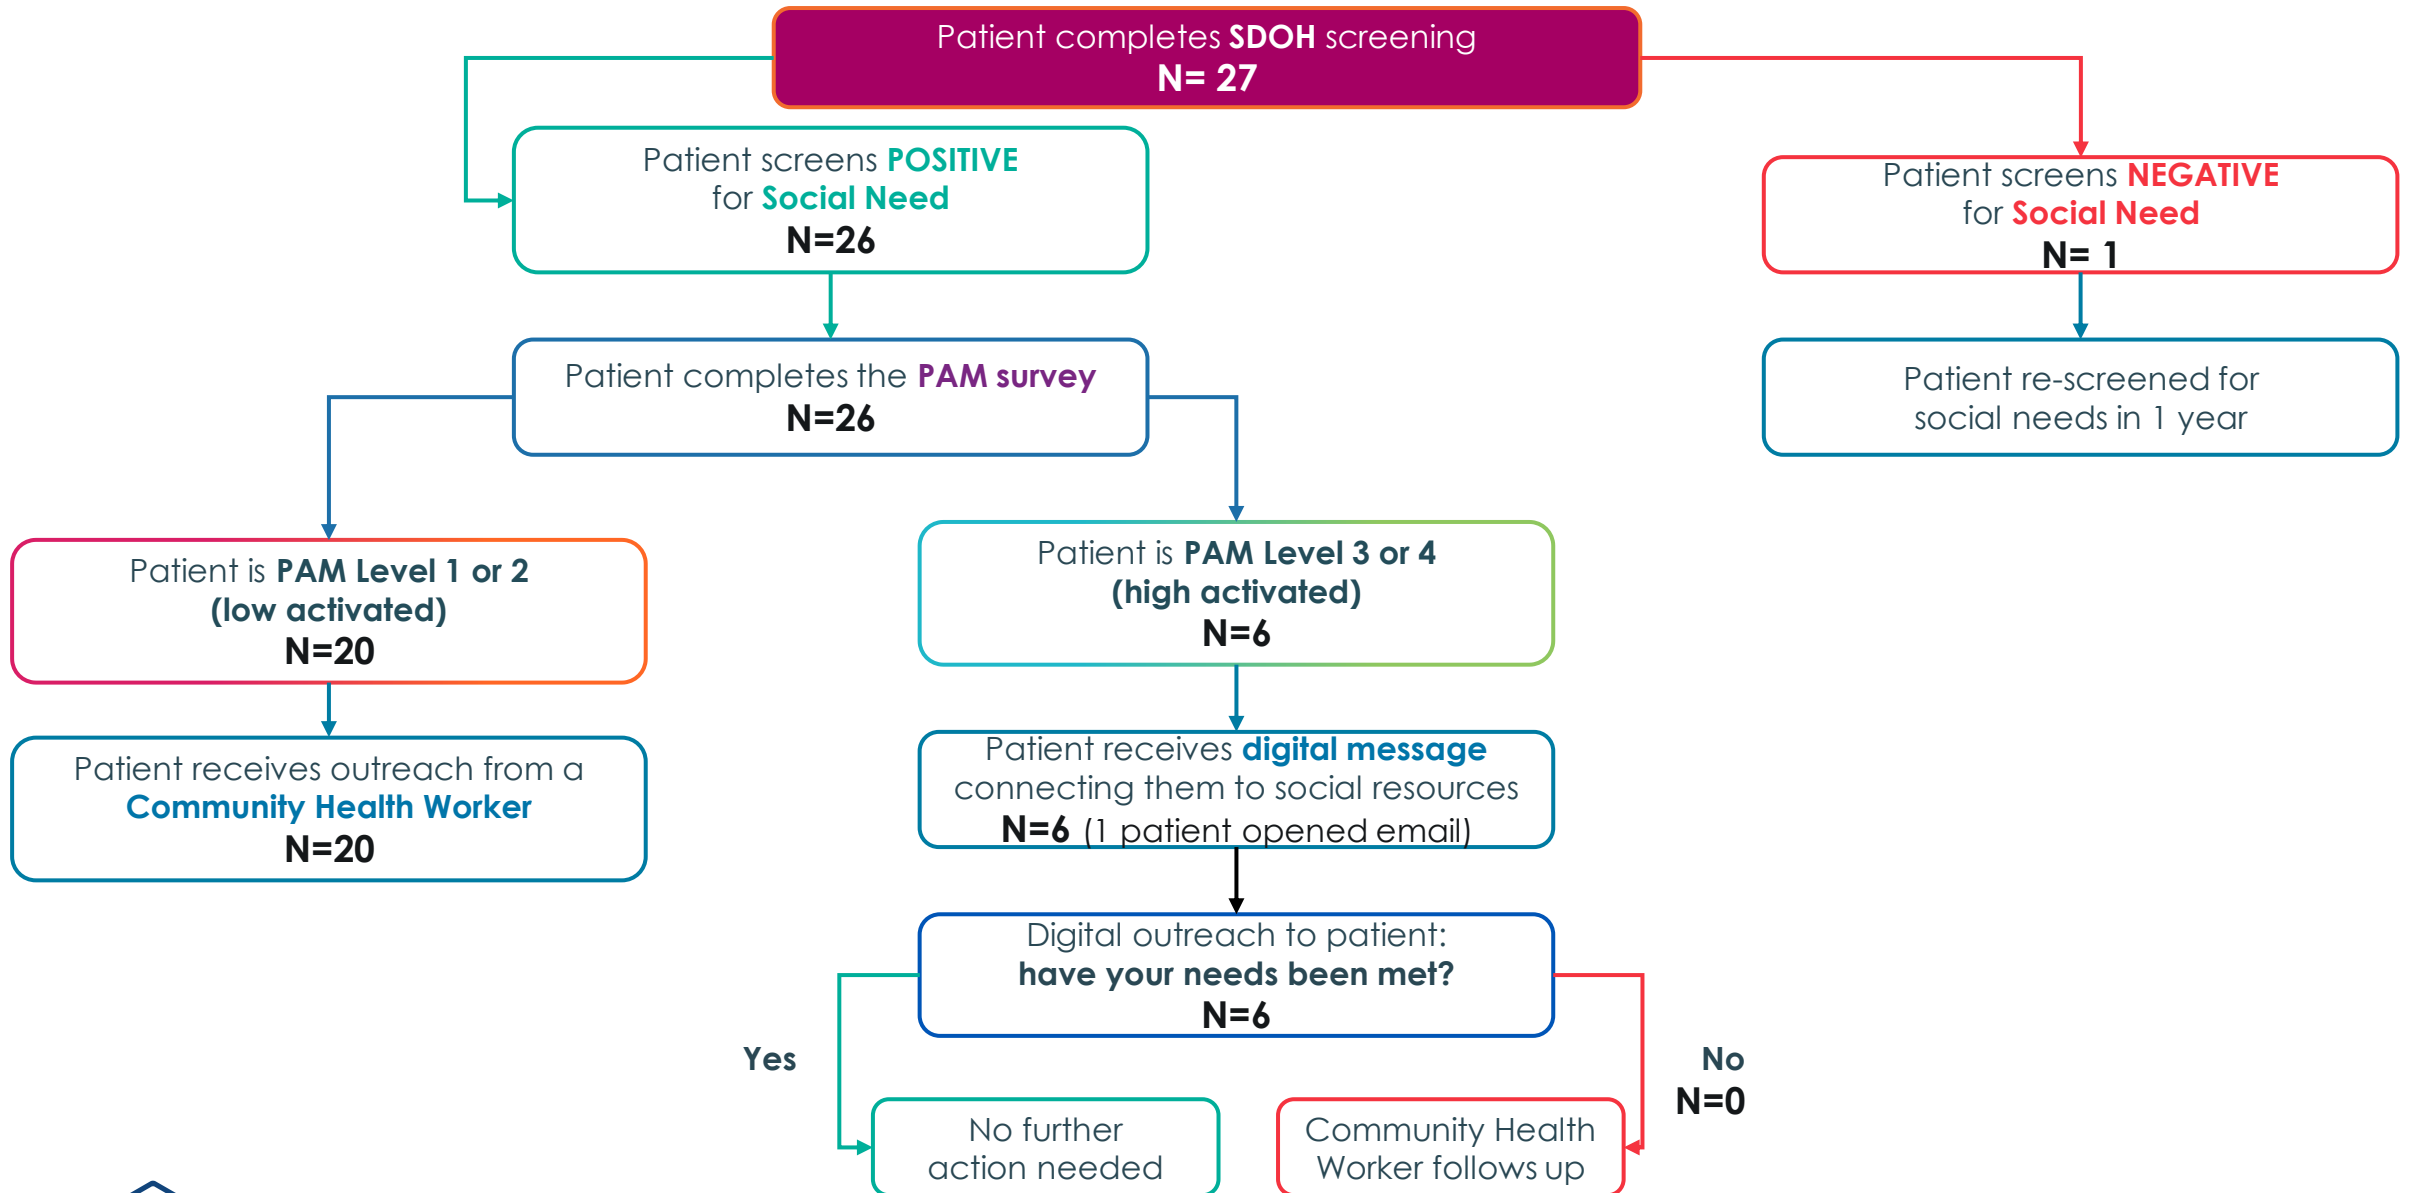 Patient completes SDOH screening
N= 27
Patient screens POSITIVE
for Social Need
N=26
Patient screens NEGATIVE
for Social Need
N= 1
Patient completes the PAM survey
N=26
Patient re-screened for
social needs in 1 year
Patient is PAM Level 1 or 2
(low activated)
N=20
Patient is PAM Level 3 or 4
(high activated)
N=6
Patient receives outreach from a
Community Health Worker
N=20
Patient receives digital message
connecting them to social resources
N=6 (1 patient opened email)
Digital outreach to patient:
have your needs been met?
N=6
Yes
No
N=0
No further
action needed
Community Health
Worker follows up